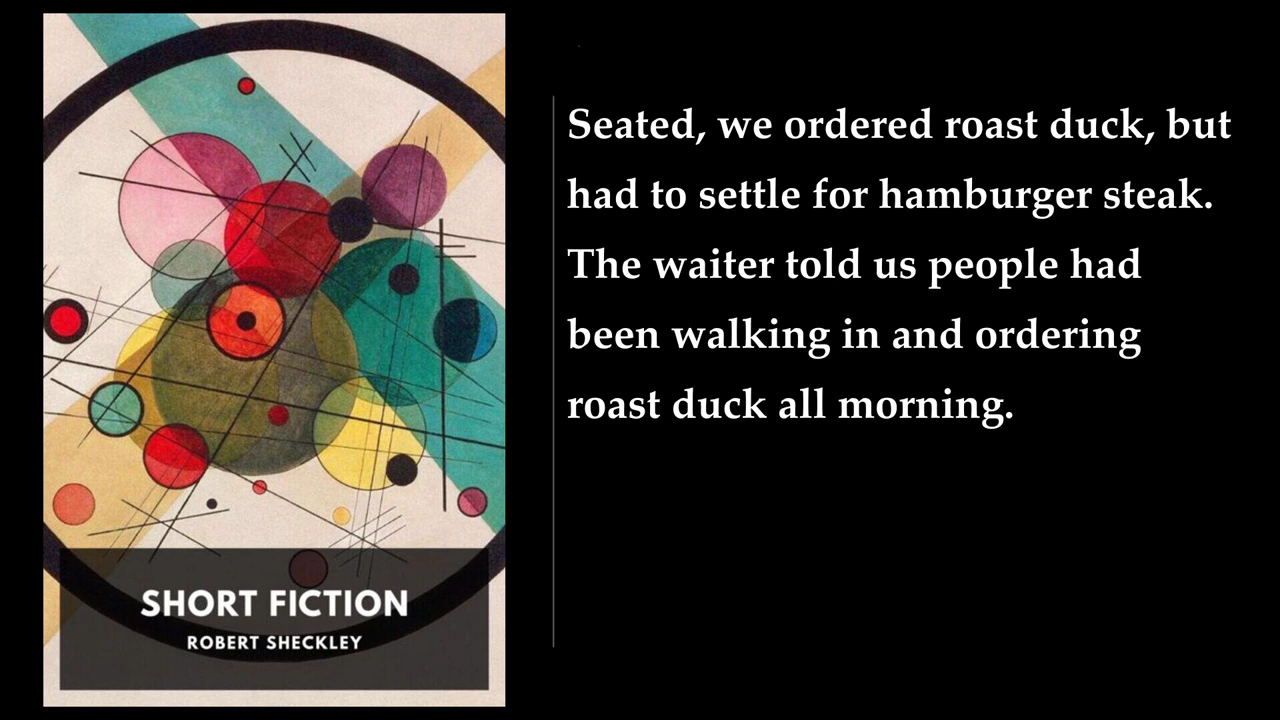 Seated, we ordered roast duck, but
had to settle for hamburger steak.
The waiter told us people had
been walking in and ordering
roast duck all morning.
SHORT FICTION
ROBERT SHECKLEY